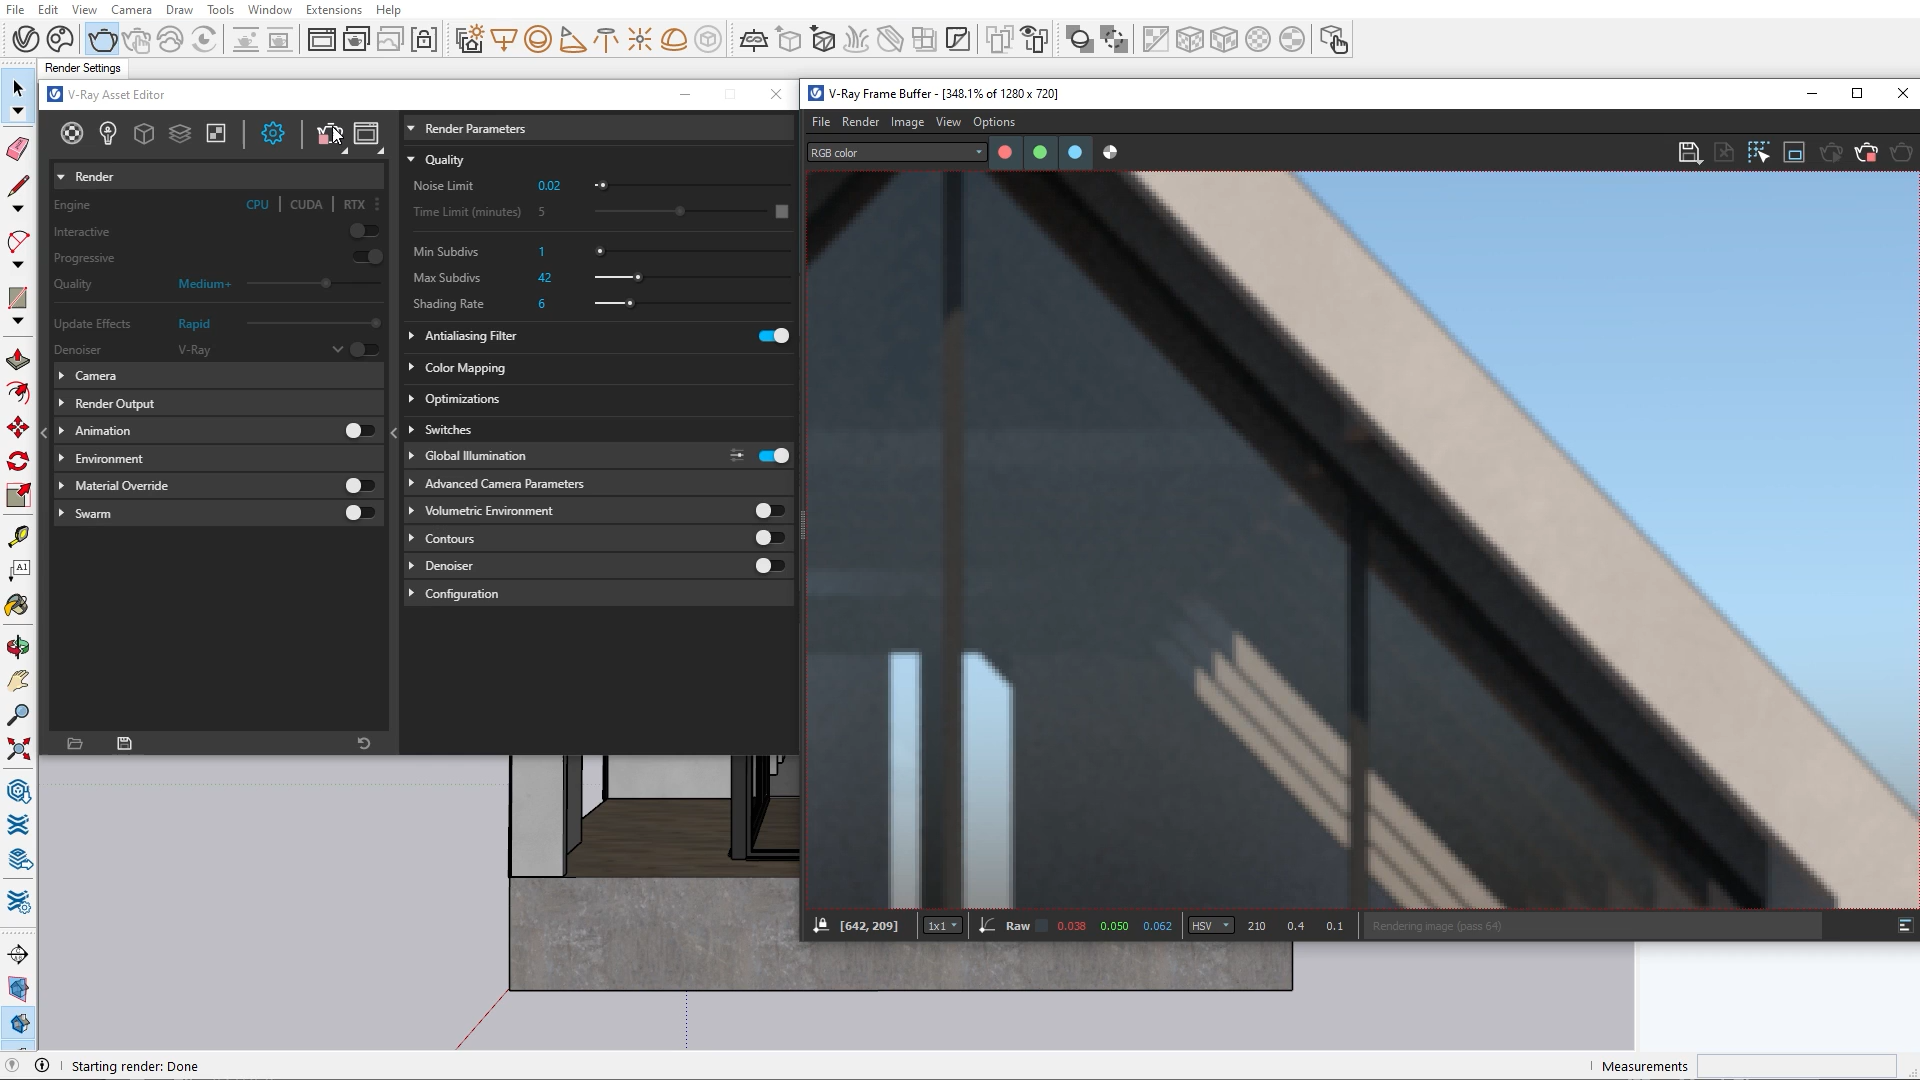 File Edit View Camera Draw Tools Window Extensions Help
Render Settings
V-Ray Asset Editor
Render
Engine CPU CUDA RTX
Interactive
Progressive
Quality Medium+
Update Effects Rapid
Denoiser V-Ray
Camera
Render Output
Animation
Environment
Material Override
Swarm
Render Parameters
Quality
Noise Limit 0.02
Time Limit (minutes) 5
Min Subdivs 1
Max Subdivs 42
Shading Rate 6
Antialiasing Filter
Color Mapping
Optimizations
Switches
Global Illumination
Advanced Camera Parameters
Volumetric Environment
Contours
Denoiser
Configuration
V-Ray Frame Buffer - [348.1% of 1280 x 720]
File Render Image View Options
RGB color
[642, 209] 1x1 Raw 0.038 0.050 0.062 HSV 210 0.4 0.1 Rendering image (pass 64)
A1
Starting render: Done
Measurements